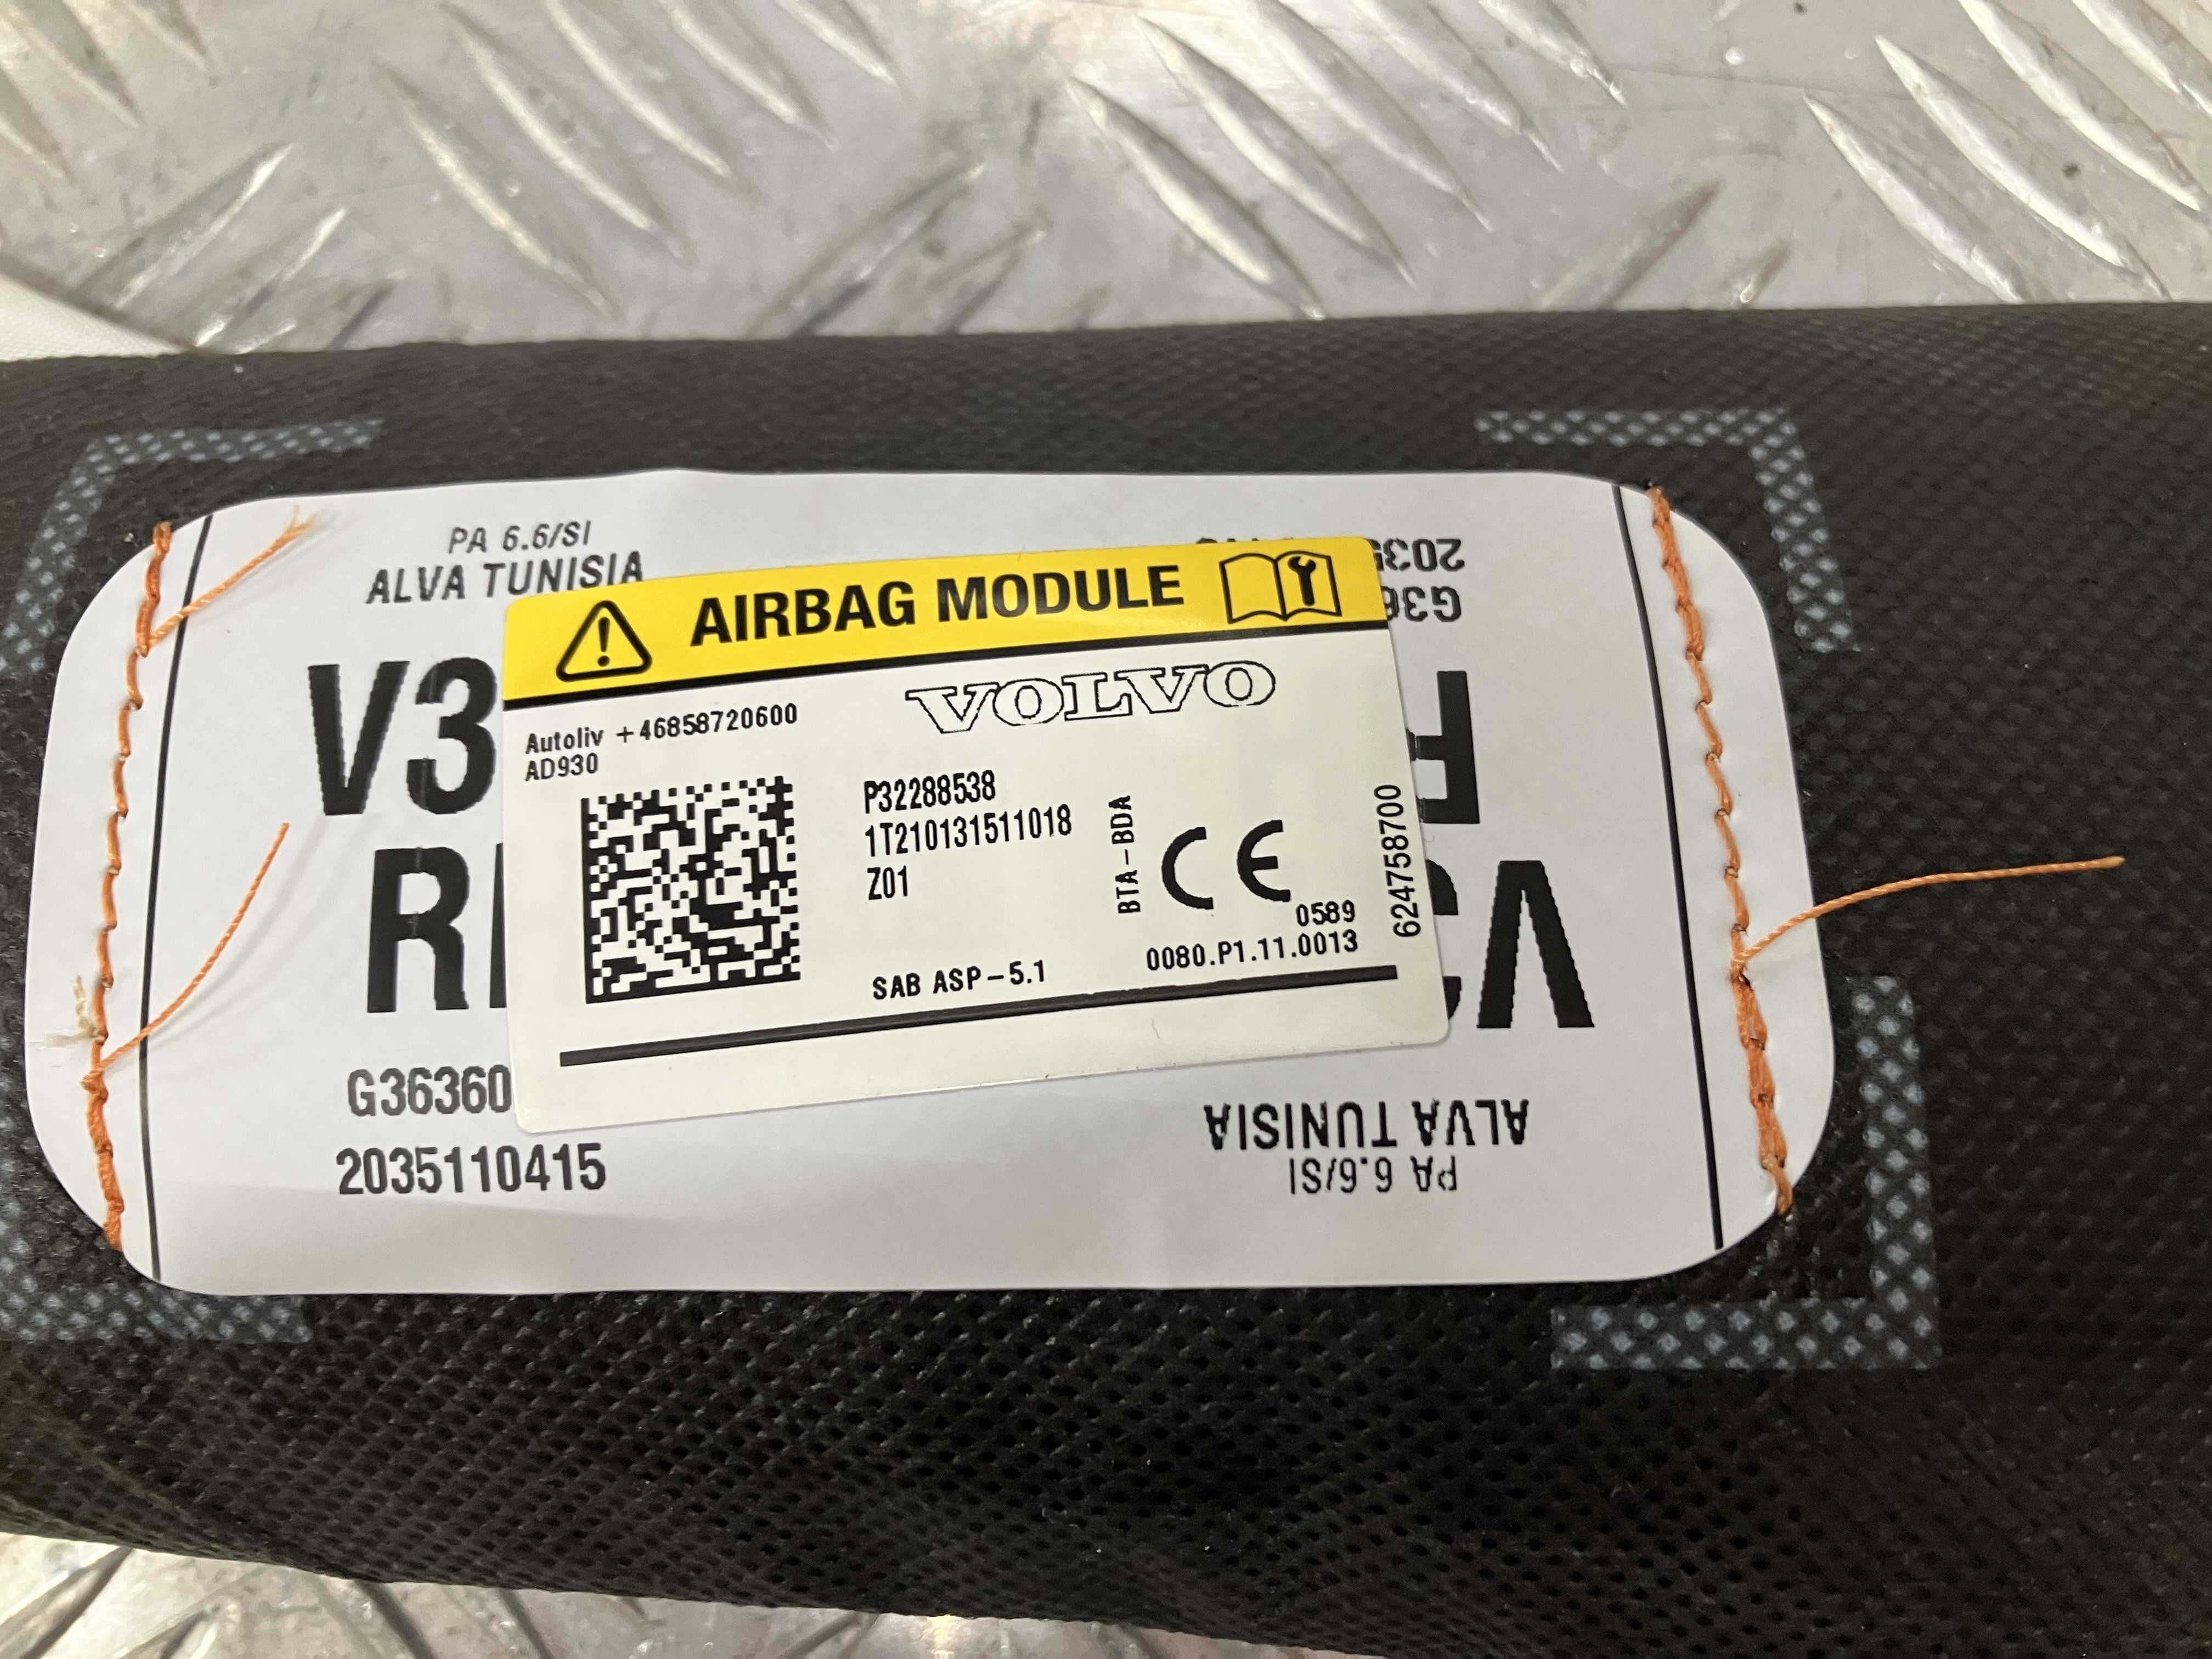 PA 6.6/SI
ALVA TUNISIA
V3
G36360
2035110415
AIRBAG MODULE
VOLVO
Autoliv +46858720600
AD930
P32288538
1T210131511018
Z01
BTA-BDA
CE
0589
0080.P1.11.0013
SAB ASP-5.1
624758700
ALVA TUNISIA
PA 6.6/SI